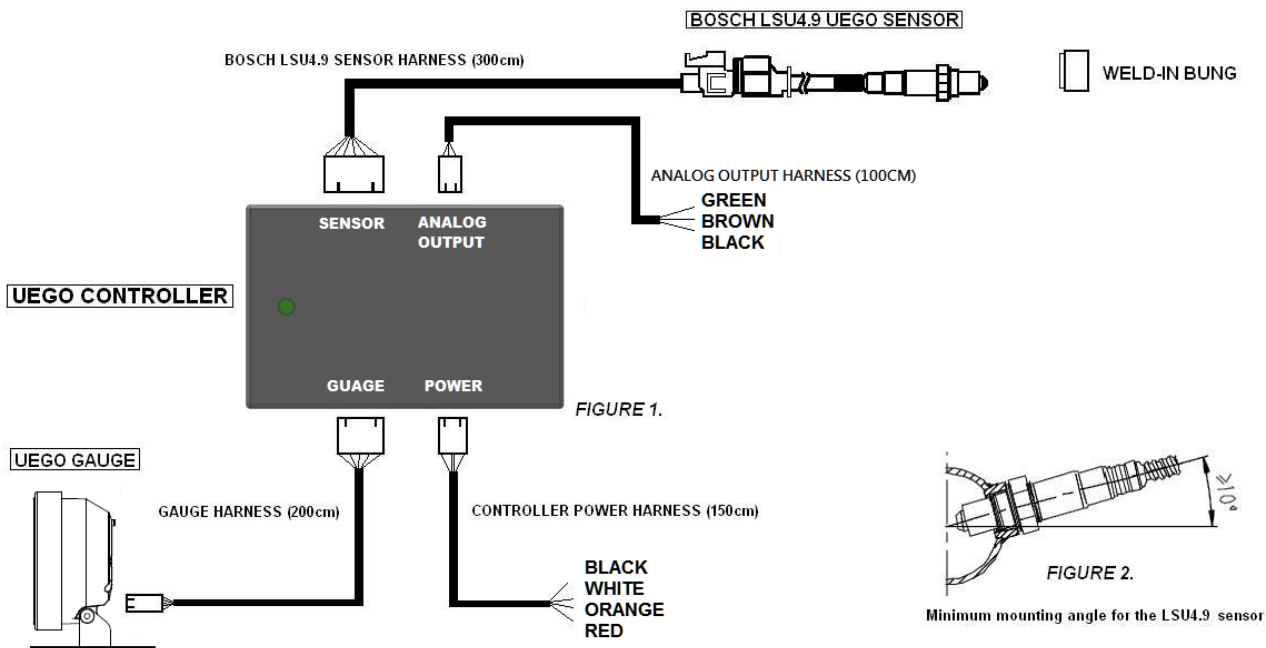 BOSCH LSU4.9 UEGO SENSOR
BOSCH LSU4.9 SENSOR HARNESS (300cm)
WELD-IN BUNG
ANALOG OUTPUT HARNESS (100CM)
GREEN
BROWN
BLACK
SENSOR
ANALOG
OUTPUT
UEGO CONTROLLER
GUAGE
POWER
FIGURE 1.
UEGO GAUGE
GAUGE HARNESS (200cm)
CONTROLLER POWER HARNESS (150cm)
BLACK
WHITE
ORANGE
RED
≥10°
FIGURE 2.
Minimum mounting angle for the LSU4.9 sensor